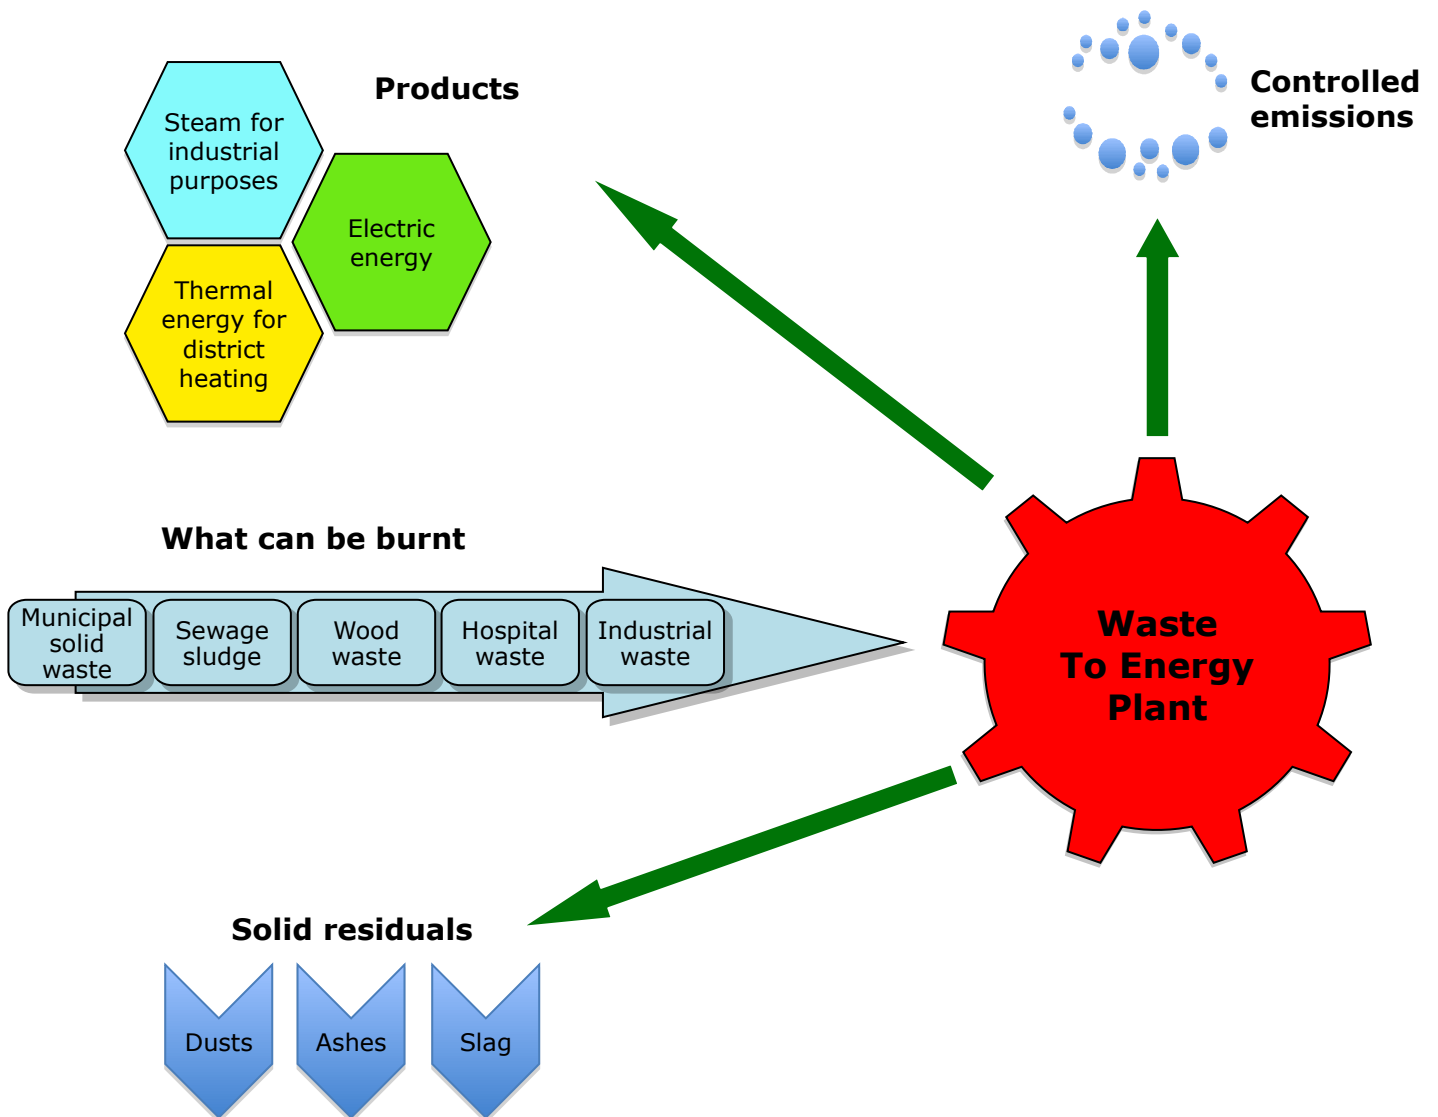 Products
Controlled
emissions
Steam for
industrial
purposes
Electric
energy
Thermal
energy for
district
heating
What can be burnt
Municipal
solid
waste
Sewage
sludge
Wood
waste
Hospital
waste
Industrial
waste
Waste
To Energy
Plant
Solid residuals
Dusts
Ashes
Slag